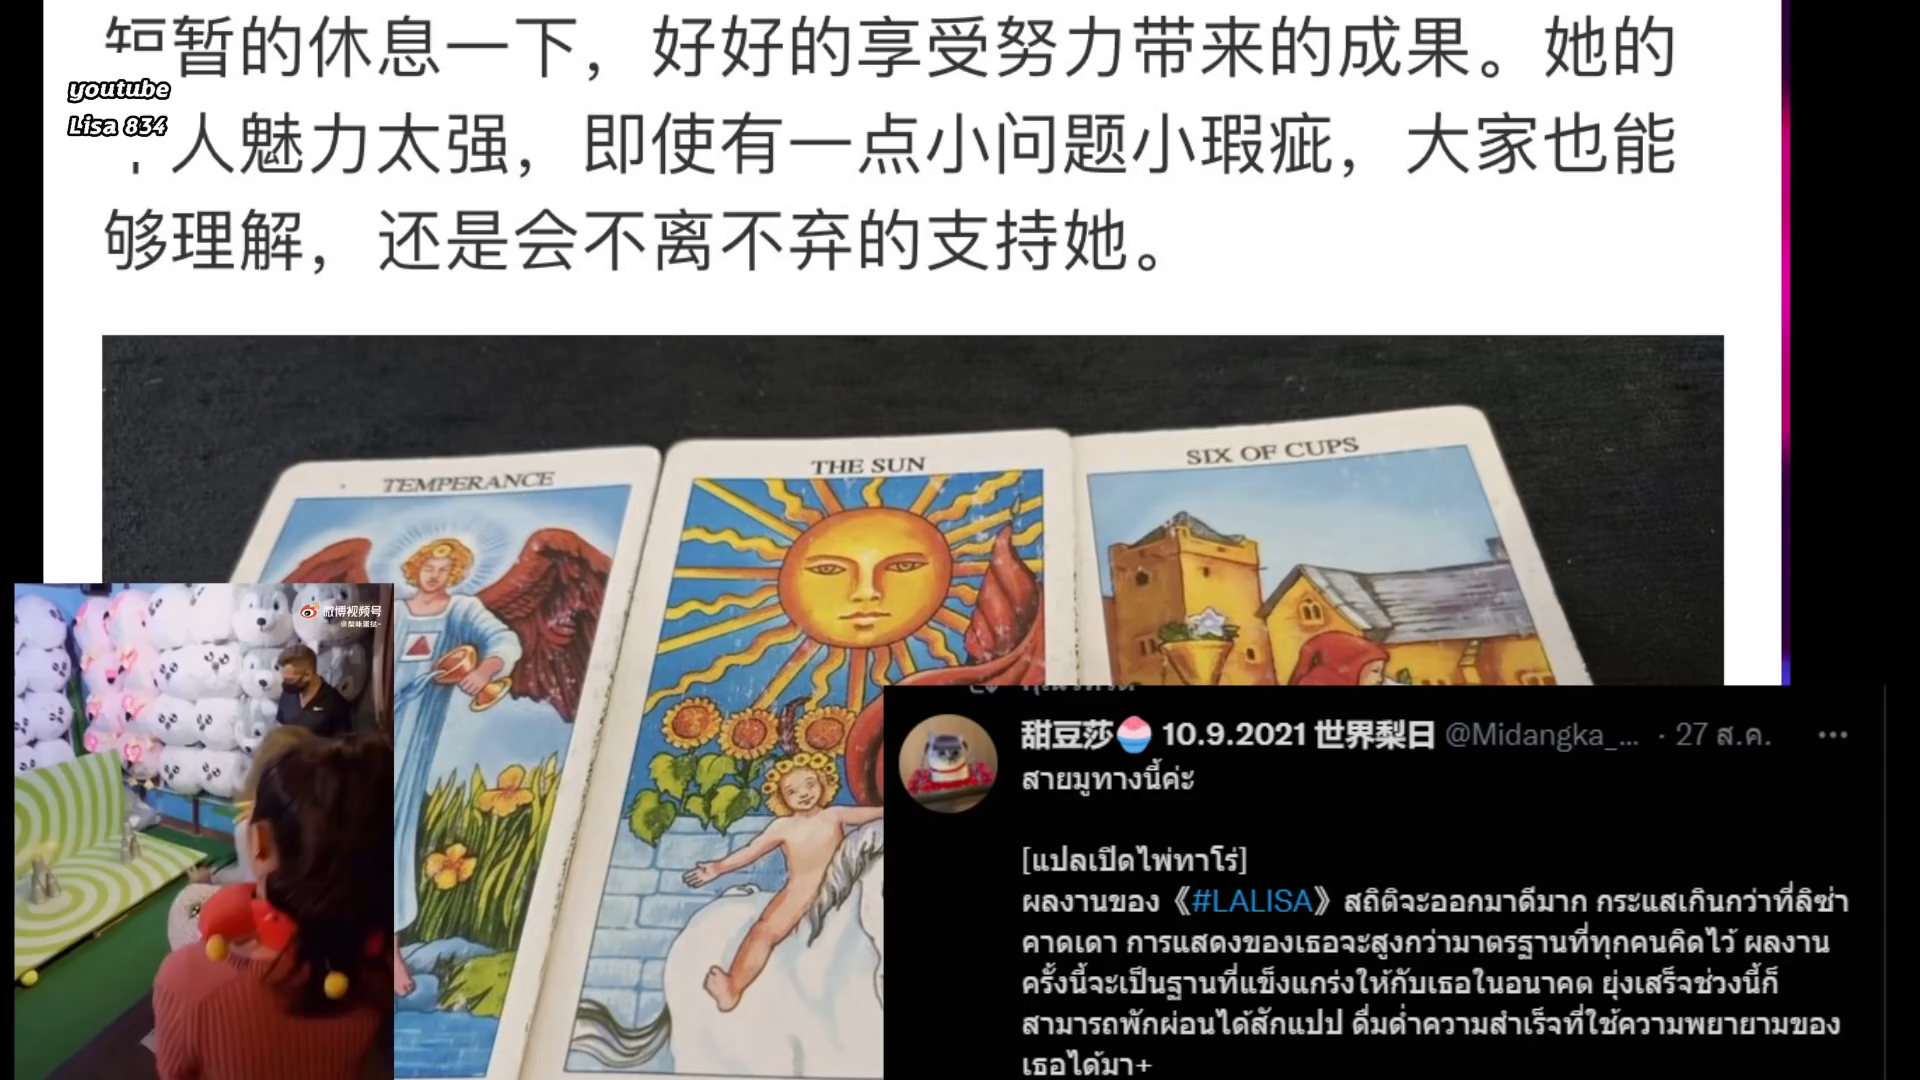 短暂的休息一下，好好的享受努力带来的成果。她的
youtube
Lisa 834
人魅力太强，即使有一点小问题小瑕疵，大家也能
够理解，还是会不离不弃的支持她。
TEMPERANCE
THE SUN
SIX OF CUPS
微博视频号
甜豆莎🍧 10.9.2021 世界梨日 @Midangka_... · 27 ส.ค. ...
สายมูทางนี้ค่ะ
[แปลเปิดไพ่ทาโร่]
ผลงานของ《#LALISA》สถิติจะออกมาดีมาก กระแสเกินกว่าที่ลิซ่า
คาดเดา การแสดงของเธอจะสูงกว่ามาตรฐานที่ทุกคนคิดไว้ ผลงาน
ครั้งนี้จะเป็นฐานที่แข็งแกร่งให้กับเธอในอนาคต ยุ่งเสร็จช่วงนี้ก็
สามารถพักผ่อนได้สักแปป ดื่มด่ำความสำเร็จที่ใช้ความพยายามของ
เธอได้มา+